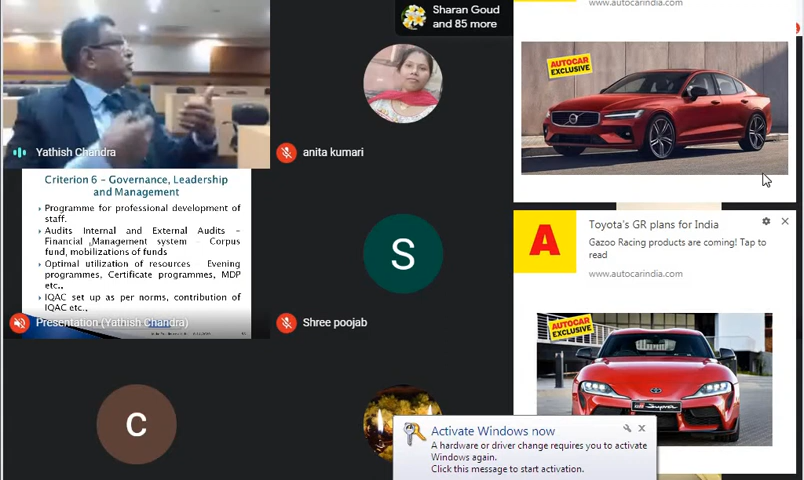 Sharan Goud
and 85 more
www.autocarindia.com
AUTOCAR
EXCLUSIVE
Yathish Chandra
anita kumari
Criterion 6 – Governance, Leadership
and Management
Programme for professional development of
staff.
Audits Internal and External Audits –
Financial Management system – Corpus
fund, mobilizations of funds
Optimal utilization of resources Evening
programmes, Certificate programmes, MDP
etc..
IQAC set up as per norms, contribution of
IQAC etc.,
Presentation (Yathish Chandra)
S
Shree poojab
A
Toyota's GR plans for India
Gazoo Racing products are coming! Tap to
read
www.autocarindia.com
AUTOCAR
EXCLUSIVE
GR Supra
C
Activate Windows now
A hardware or driver change requires you to activate
Windows again.
Click this message to start activation.